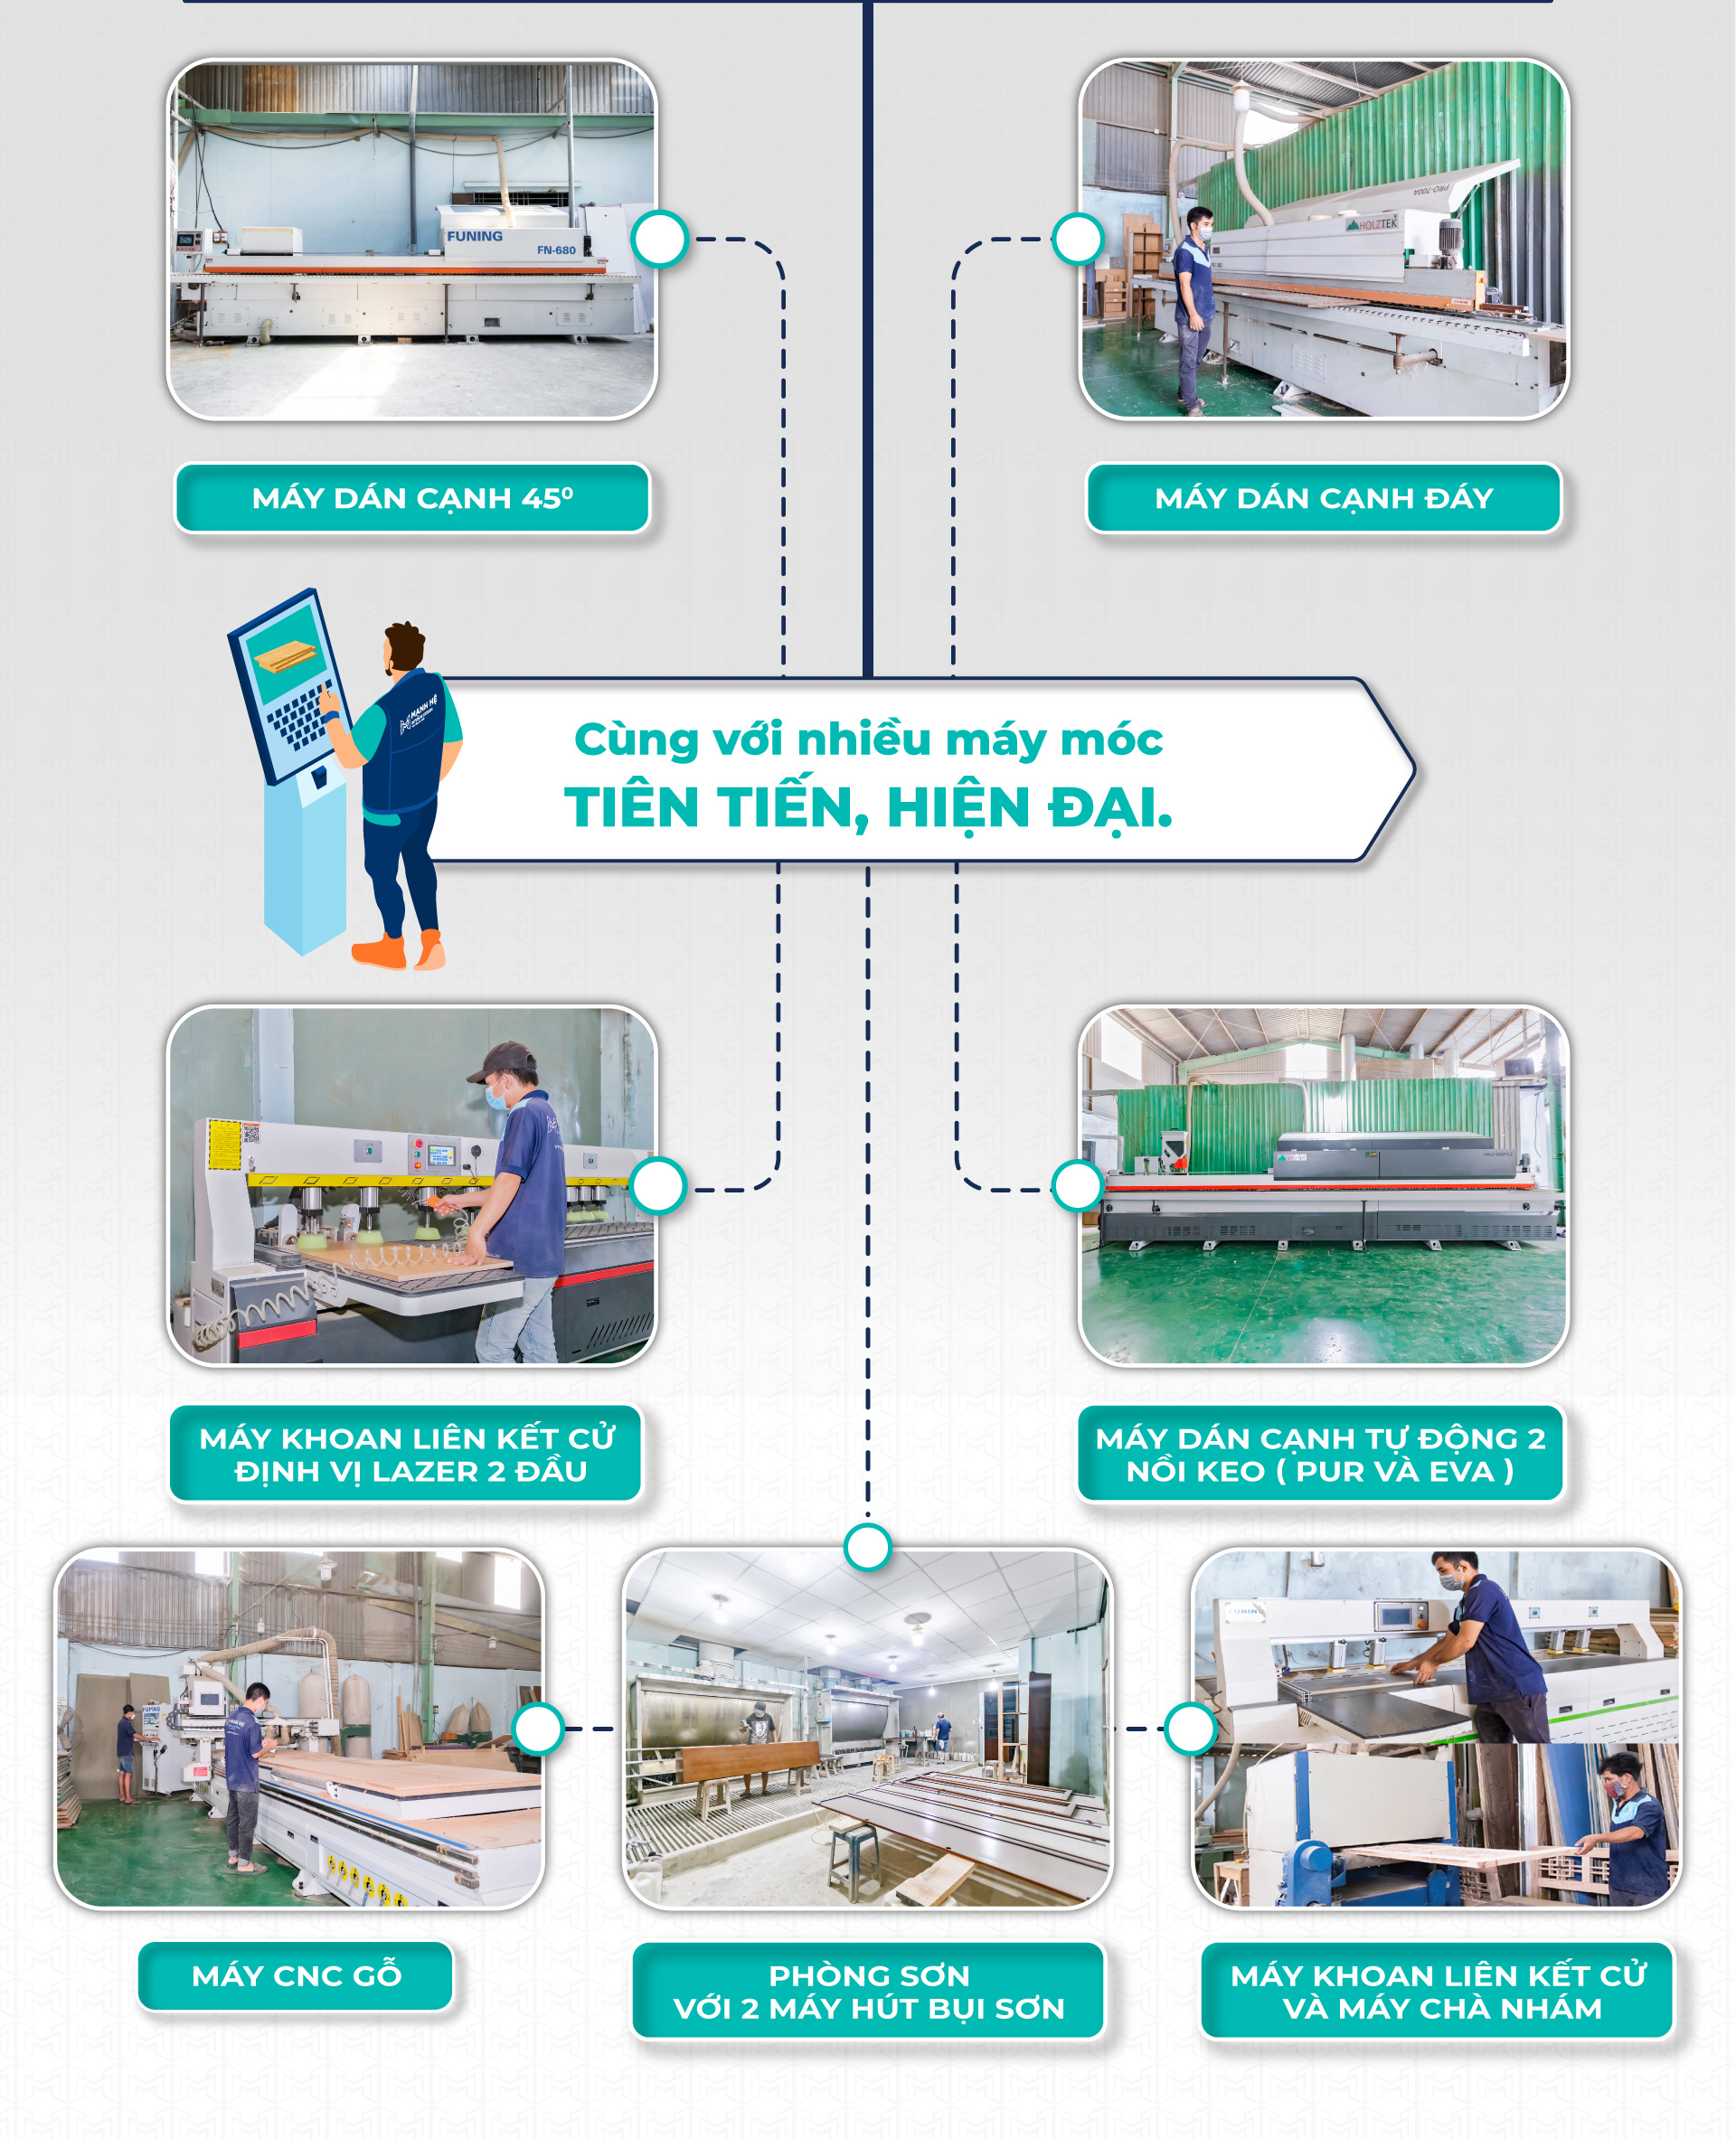 FUNING
FN-680
PRO-700A
HOLZTEK
MÁY DÁN CẠNH 45⁰
MÁY DÁN CẠNH ĐÁY
MẠNH HỆ
Cùng với nhiều máy móc
TIÊN TIẾN, HIỆN ĐẠI.
MÁY KHOAN LIÊN KẾT CỬ
ĐỊNH VỊ LAZER 2 ĐẦU
MÁY DÁN CẠNH TỰ ĐỘNG 2
NỒI KEO ( PUR VÀ EVA )
FUNING
FUNIN
MÁY CNC GỖ
PHÒNG SƠN
VỚI 2 MÁY HÚT BỤI SƠN
MÁY KHOAN LIÊN KẾT CỬ
VÀ MÁY CHÀ NHÁM